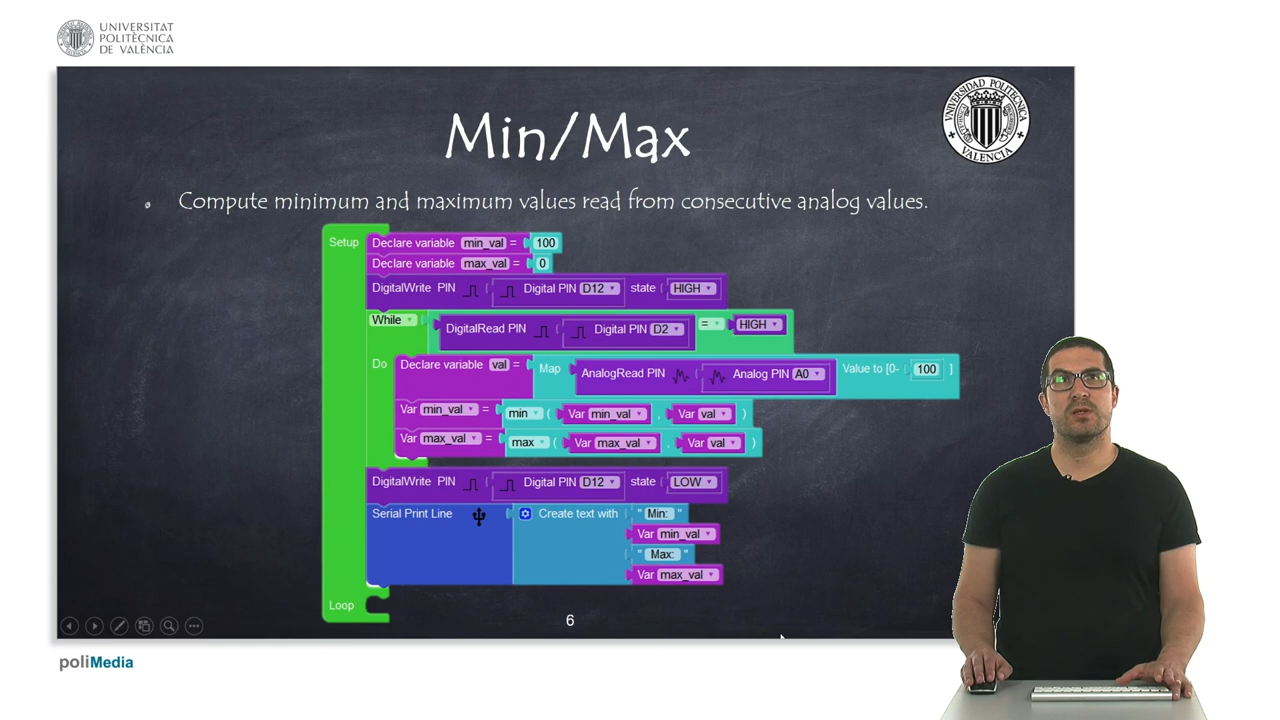 UNIVERSITAT
POLITÈCNICA
DE VALÈNCIA
UNIVERSIDAD POLITECNICA
VALENCIA
Min/Max
Compute minimum and maximum values read from consecutive analog values.
Setup
Declare variable min_val = 100
Declare variable max_val = 0
DigitalWrite PIN Digital PIN D12 state HIGH
While DigitalRead PIN Digital PIN D2 = HIGH
Do Declare variable val = Map AnalogRead PIN Analog PIN A0 Value to [0- 100 ]
Var min_val = min ( Var min_val , Var val )
Var max_val = max ( Var max_val , Var val )
DigitalWrite PIN Digital PIN D12 state LOW
Serial Print Line Create text with " Min: "
Var min_val
" Max: "
Var max_val
Loop
6
poliMedia